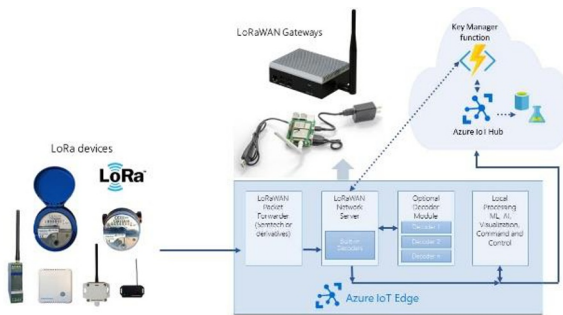 LoRaWAN Gateways
Key Manager
function
Azure IoT Hub
LoRa devices
LoRa
LoRaWAN
Packet
Forwarder
(Semtech or
derivatives)
LoRaWAN
Network
Server
Built-in
Decoders
Optional
Decoder
Module
Decoder 1
Decoder 2
Decoder n
Local
Processing
ML, AI,
Visualization,
Command and
Control
Azure IoT Edge